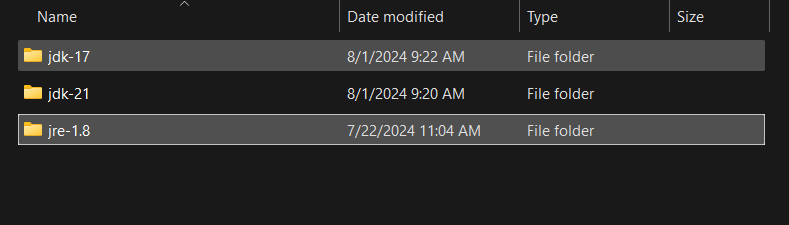 Name Date modified Type Size
jdk-17 8/1/2024 9:22 AM File folder
jdk-21 8/1/2024 9:20 AM File folder
jre-1.8 7/22/2024 11:04 AM File folder